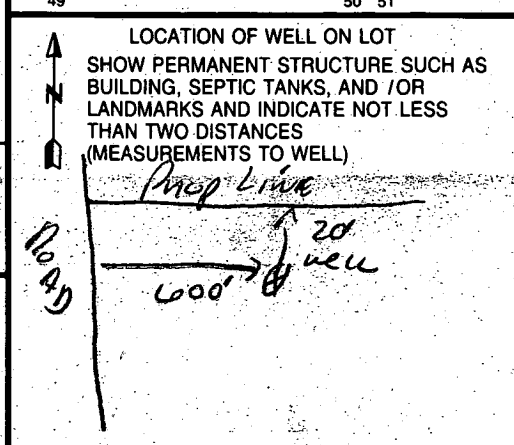 49 50 51
LOCATION OF WELL ON LOT
SHOW PERMANENT STRUCTURE SUCH AS
BUILDING, SEPTIC TANKS, AND /OR
LANDMARKS AND INDICATE NOT LESS
THAN TWO DISTANCES
(MEASUREMENTS TO WELL)
N
Prop Line
ROAD
20'
well
600'